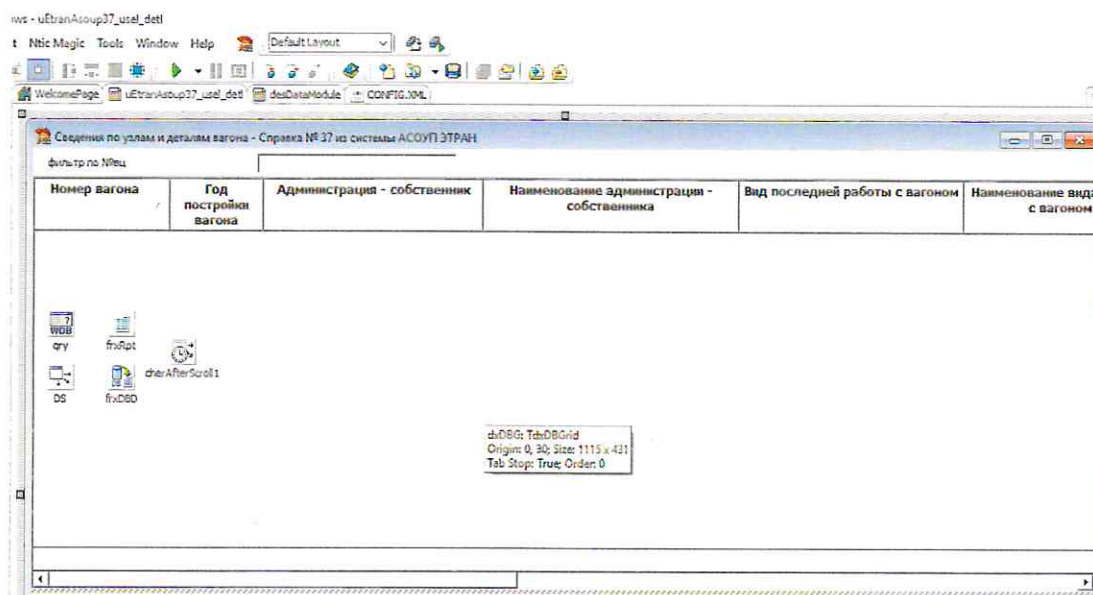 ows - uEtranAsoup37_usel_detl
t Ntic Magic Tools Window Help Default Layout
WelcomePage uEtranAsoup37_usel_detl desDataModule CONFIG.XML
Сведения по узлам и деталям вагона - Справка № 37 из системы АСОУП ЭТРАН
фильтр по №вц
Номер вагона Год постройки вагона Администрация - собственник Наименование администрации - собственника Вид последней работы с вагоном Наименование вида с вагоном
WDB
qry frxRpt
cherAfterScroll1
DS frxDBD
dxDBG: TdxDBGrid
Origin: 0, 30; Size: 1115 x 431
Tab Stop: True; Order: 0